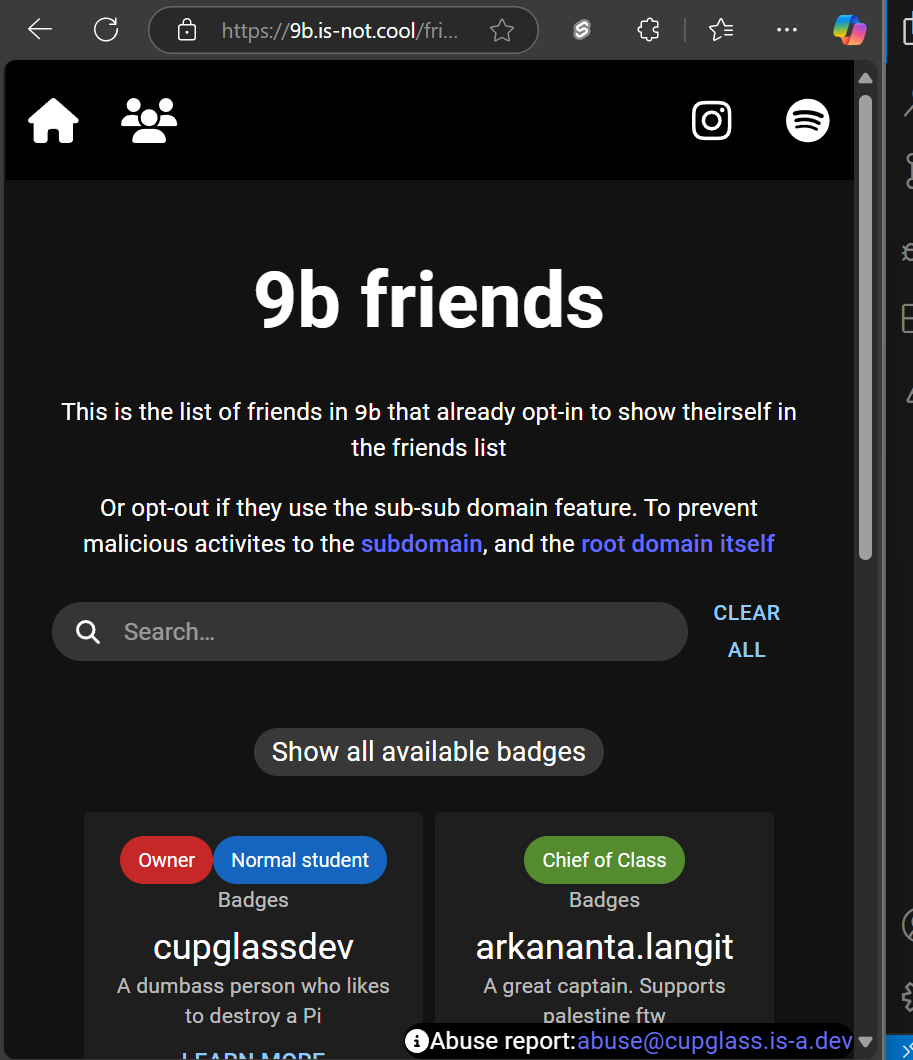 https://9b.is-not.cool/fri...
9b friends
This is the list of friends in 9b that already opt-in to show theirself in
the friends list
Or opt-out if they use the sub-sub domain feature. To prevent
malicious activites to the subdomain, and the root domain itself
Search...
CLEAR
ALL
Show all available badges
Owner
Normal student
Badges
cupglassdev
A dumbass person who likes
to destroy a Pi
LEARN MORE
Chief of Class
Badges
arkananta.langit
A great captain. Supports
palestine ftw
Abuse report:abuse@cupglass.is-a.dev